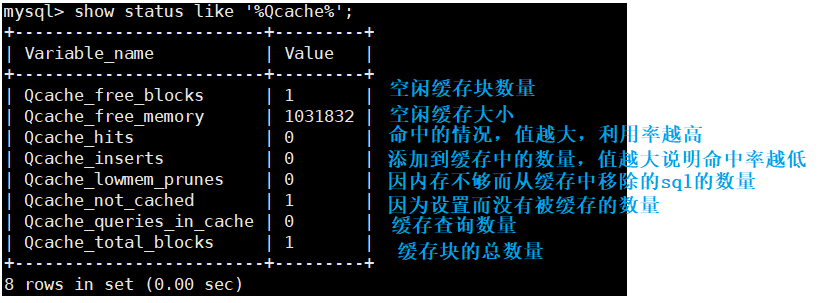 mysql> show status like '%Qcache%';
+-------------------------+---------+
| Variable_name | Value |
+-------------------------+---------+
| Qcache_free_blocks | 1 | 空闲缓存块数量
| Qcache_free_memory | 1031832 | 空闲缓存大小
| Qcache_hits | 0 | 命中的情况，值越大，利用率越高
| Qcache_inserts | 0 | 添加到缓存中的数量，值越大说明命中率越低
| Qcache_lowmem_prunes | 0 | 因内存不够而从缓存中移除的sql的数量
| Qcache_not_cached | 1 | 因为设置而没有被缓存的数量
| Qcache_queries_in_cache | 0 | 缓存查询数量
| Qcache_total_blocks | 1 | 缓存块的总数量
+-------------------------+---------+
8 rows in set (0.00 sec)